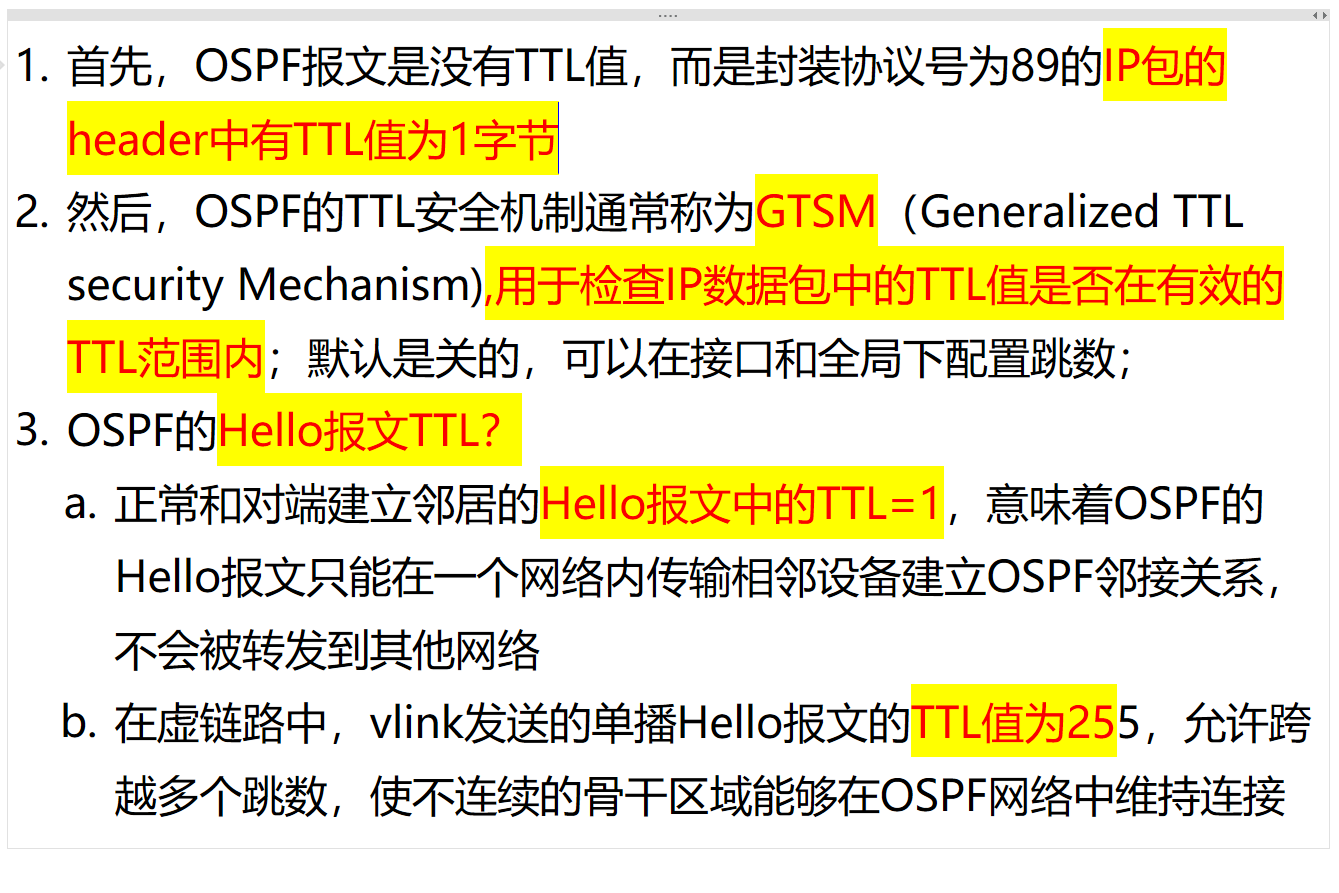 1. 首先，OSPF报文是没有TTL值，而是封装协议号为89的IP包的
header中有TTL值为1字节
2. 然后，OSPF的TTL安全机制通常称为GTSM（Generalized TTL
security Mechanism),用于检查IP数据包中的TTL值是否在有效的
TTL范围内；默认是关的，可以在接口和全局下配置跳数；
3. OSPF的Hello报文TTL？
a. 正常和对端建立邻居的Hello报文中的TTL=1，意味着OSPF的
Hello报文只能在一个网络内传输相邻设备建立OSPF邻接关系，
不会被转发到其他网络
b. 在虚链路中，vlink发送的单播Hello报文的TTL值为255，允许跨
越多个跳数，使不连续的骨干区域能够在OSPF网络中维持连接